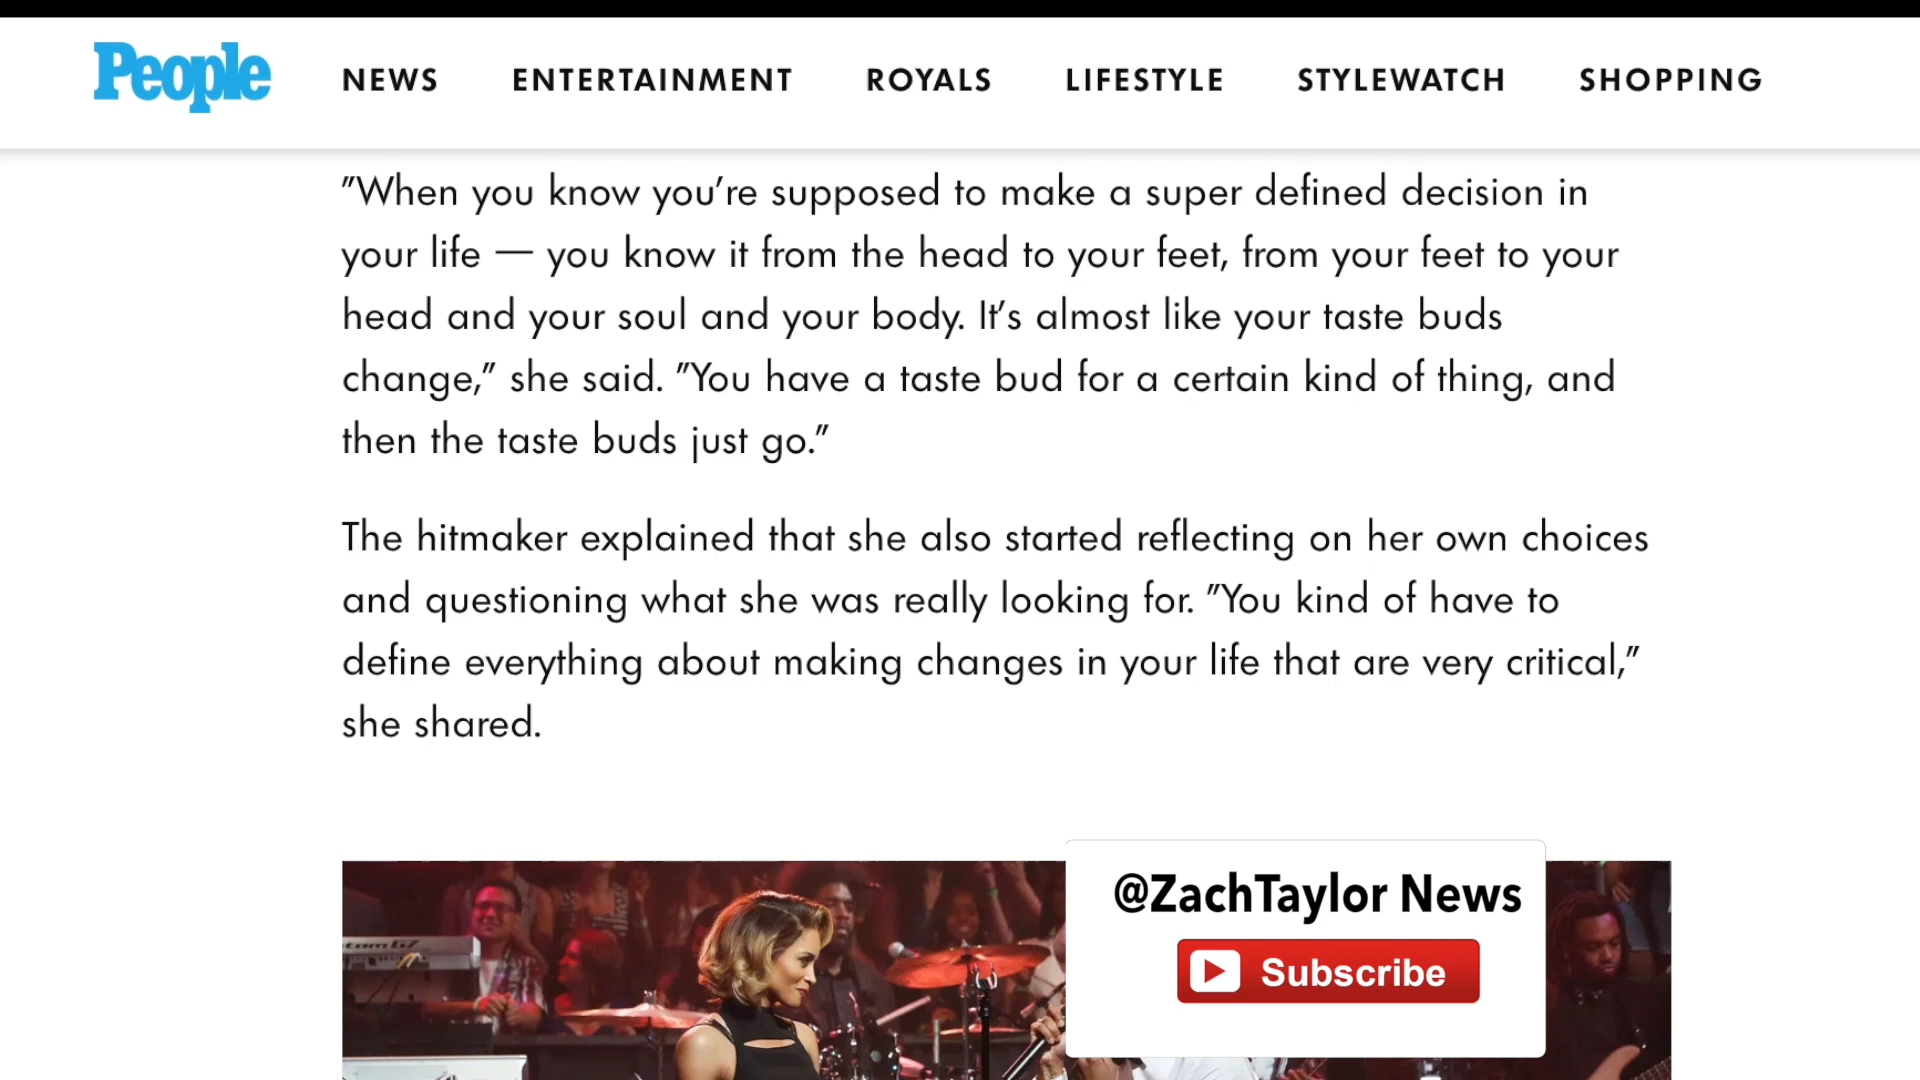 People
NEWS ENTERTAINMENT ROYALS LIFESTYLE STYLEWATCH SHOPPING
"When you know you're supposed to make a super defined decision in
your life — you know it from the head to your feet, from your feet to your
head and your soul and your body. It's almost like your taste buds
change," she said. "You have a taste bud for a certain kind of thing, and
then the taste buds just go."
The hitmaker explained that she also started reflecting on her own choices
and questioning what she was really looking for. "You kind of have to
define everything about making changes in your life that are very critical,"
she shared.
@ZachTaylor News
Subscribe